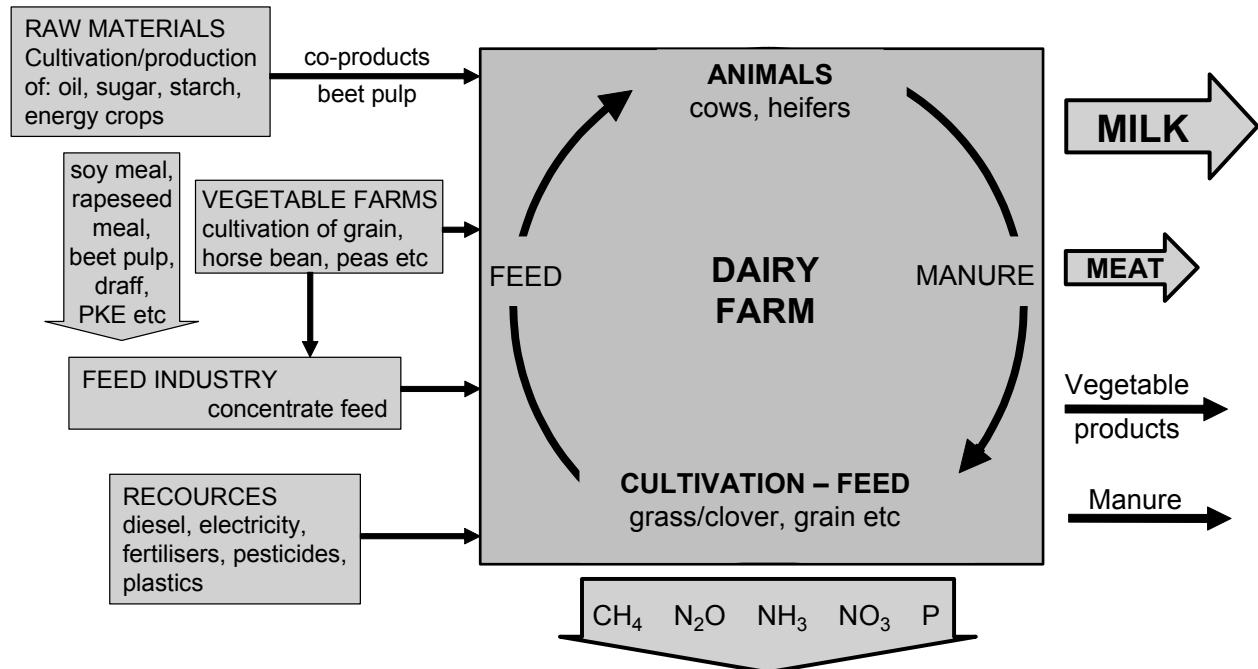 RAW MATERIALS
Cultivation/production
of: oil, sugar, starch,
energy crops
co-products
beet pulp
soy meal,
rapeseed
meal,
beet pulp,
draff,
PKE etc
VEGETABLE FARMS
cultivation of grain,
horse bean, peas etc
FEED INDUSTRY
concentrate feed
RECOURCES
diesel, electricity,
fertilisers, pesticides,
plastics
ANIMALS
cows, heifers
FEED
DAIRY
FARM
MANURE
CULTIVATION – FEED
grass/clover, grain etc
MILK
MEAT
Vegetable
products
Manure
CH₄ N₂O NH₃ NO₃ P